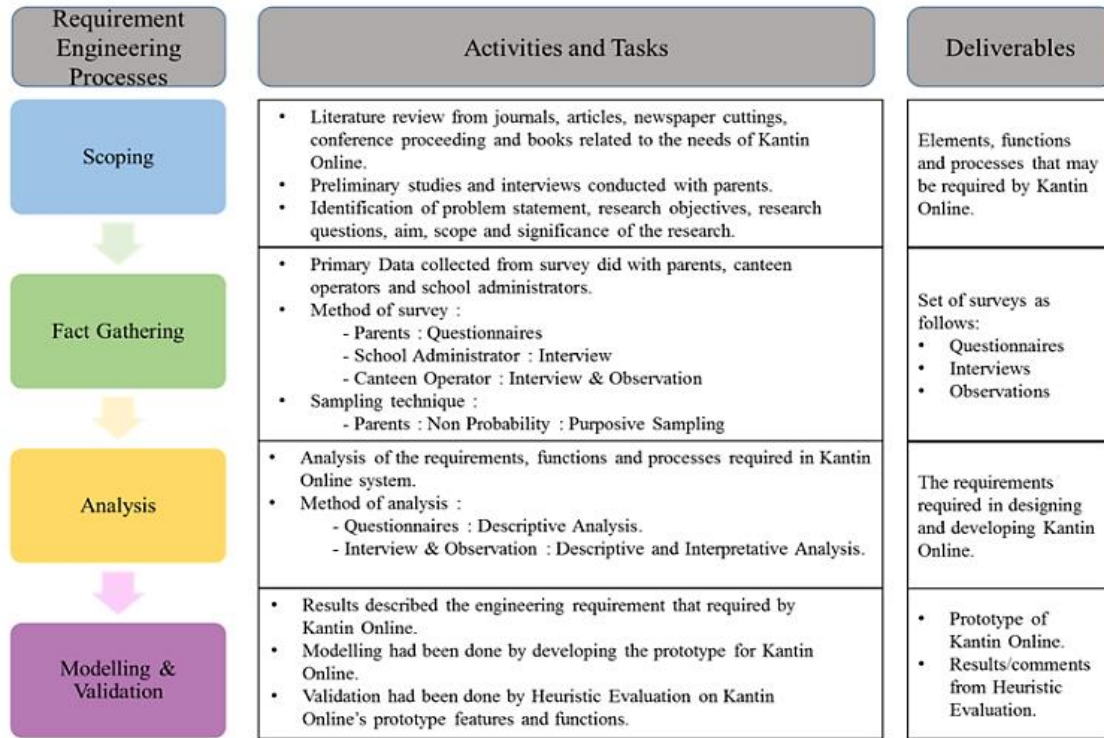 Requirement
Engineering
Processes
Activities and Tasks
Deliverables
Scoping
• Literature review from journals, articles, newspaper cuttings,
conference proceeding and books related to the needs of Kantin
Online.
• Preliminary studies and interviews conducted with parents.
• Identification of problem statement, research objectives, research
questions, aim, scope and significance of the research.
Elements, functions
and processes that may
be required by Kantin
Online.
Fact Gathering
• Primary Data collected from survey did with parents, canteen
operators and school administrators.
• Method of survey :
- Parents : Questionnaires
- School Administrator : Interview
- Canteen Operator : Interview & Observation
• Sampling technique :
- Parents : Non Probability : Purposive Sampling
Set of surveys as
follows:
• Questionnaires
• Interviews
• Observations
Analysis
• Analysis of the requirements, functions and processes required in Kantin
Online system.
• Method of analysis :
- Questionnaires : Descriptive Analysis.
- Interview & Observation : Descriptive and Interpretative Analysis.
The requirements
required in designing
and developing Kantin
Online.
Modelling &
Validation
• Results described the engineering requirement that required by
Kantin Online.
• Modelling had been done by developing the prototype for Kantin
Online.
• Validation had been done by Heuristic Evaluation on Kantin
Online's prototype features and functions.
• Prototype of
Kantin Online.
• Results/comments
from Heuristic
Evaluation.